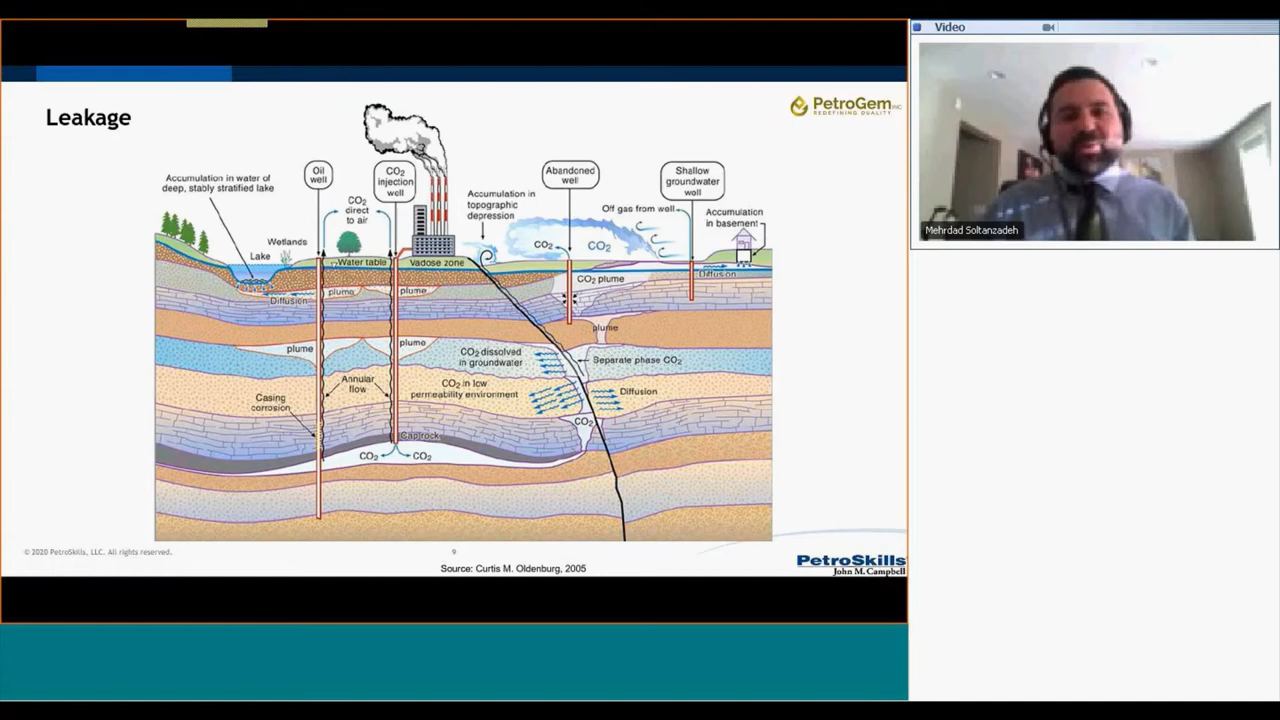 Video
Leakage
PetroGem INC
REDEFINING QUALITY
Accumulation in water of
deep, stably stratified lake
Oil
well
CO2
injection
well
CO2
direct
to air
Accumulation in
topographic
depression
Abandoned
well
Shallow
groundwater
well
Off gas from well
Accumulation
in basement
Mehrdad Soltanzadeh
Wetlands
Lake
CO2
CO2
Water table
Vadose zone
Diffusion
CO2 plume
Diffusion
plume
plume
plume
plume
plume
CO2 dissolved
in groundwater
Separate phase CO2
Annular
flow
CO2 in low
permeability environment
Diffusion
Casing
corrosion
CO2
Cap rock
CO2
CO2
© 2020 PetroSkills, LLC. All rights reserved.
9
Source: Curtis M. Oldenburg, 2005
PetroSkills
John M. Campbell